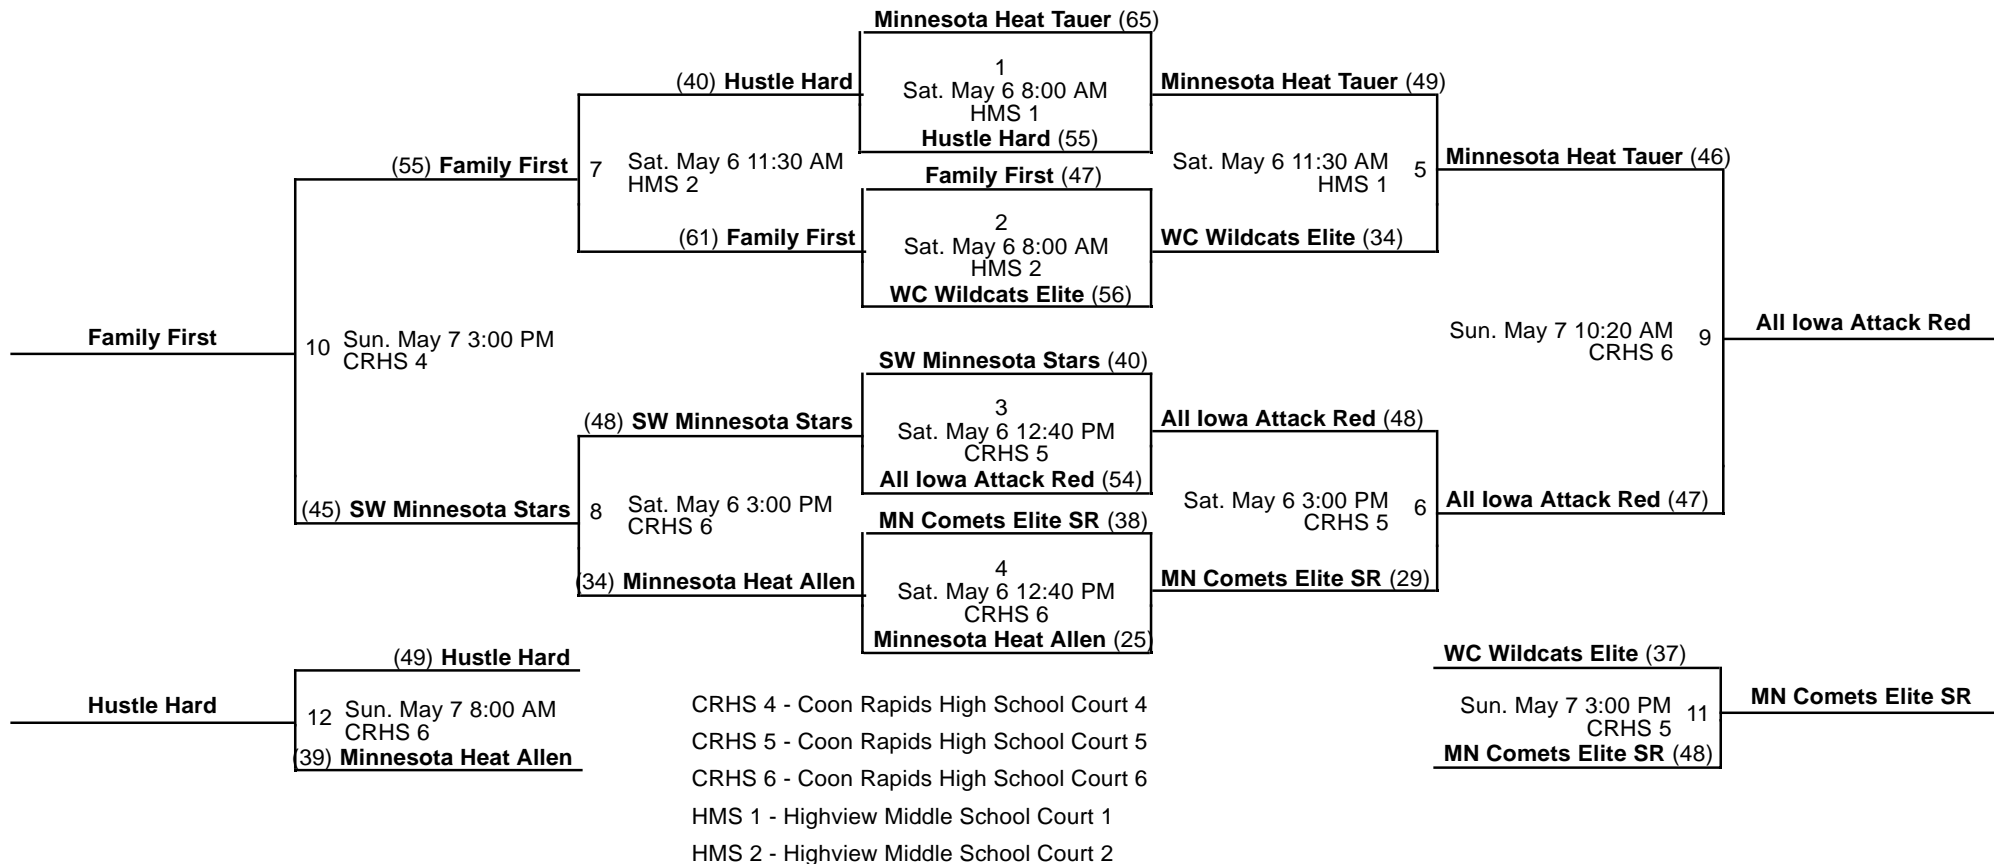 Minnesota Heat Tauer (65)
1
Sat. May 6 8:00 AM
HMS 1
Hustle Hard (55)
(40) Hustle Hard
Minnesota Heat Tauer (49)
(55) Family First
7
Sat. May 6 11:30 AM
HMS 2
Sat. May 6 11:30 AM
HMS 1
5
Minnesota Heat Tauer (46)
Family First (47)
2
Sat. May 6 8:00 AM
HMS 2
WC Wildcats Elite (56)
(61) Family First
WC Wildcats Elite (34)
Family First
10
Sun. May 7 3:00 PM
CRHS 4
Sun. May 7 10:20 AM
CRHS 6
9
All Iowa Attack Red
SW Minnesota Stars (40)
3
Sat. May 6 12:40 PM
CRHS 5
All Iowa Attack Red (54)
(48) SW Minnesota Stars
All Iowa Attack Red (48)
(45) SW Minnesota Stars
8
Sat. May 6 3:00 PM
CRHS 6
Sat. May 6 3:00 PM
CRHS 5
6
All Iowa Attack Red (47)
MN Comets Elite SR (38)
4
Sat. May 6 12:40 PM
CRHS 6
Minnesota Heat Allen (25)
(34) Minnesota Heat Allen
MN Comets Elite SR (29)
(49) Hustle Hard
Hustle Hard
12
Sun. May 7 8:00 AM
CRHS 6
(39) Minnesota Heat Allen
WC Wildcats Elite (37)
Sun. May 7 3:00 PM
CRHS 5
11
MN Comets Elite SR
MN Comets Elite SR (48)
CRHS 4 - Coon Rapids High School Court 4
CRHS 5 - Coon Rapids High School Court 5
CRHS 6 - Coon Rapids High School Court 6
HMS 1 - Highview Middle School Court 1
HMS 2 - Highview Middle School Court 2